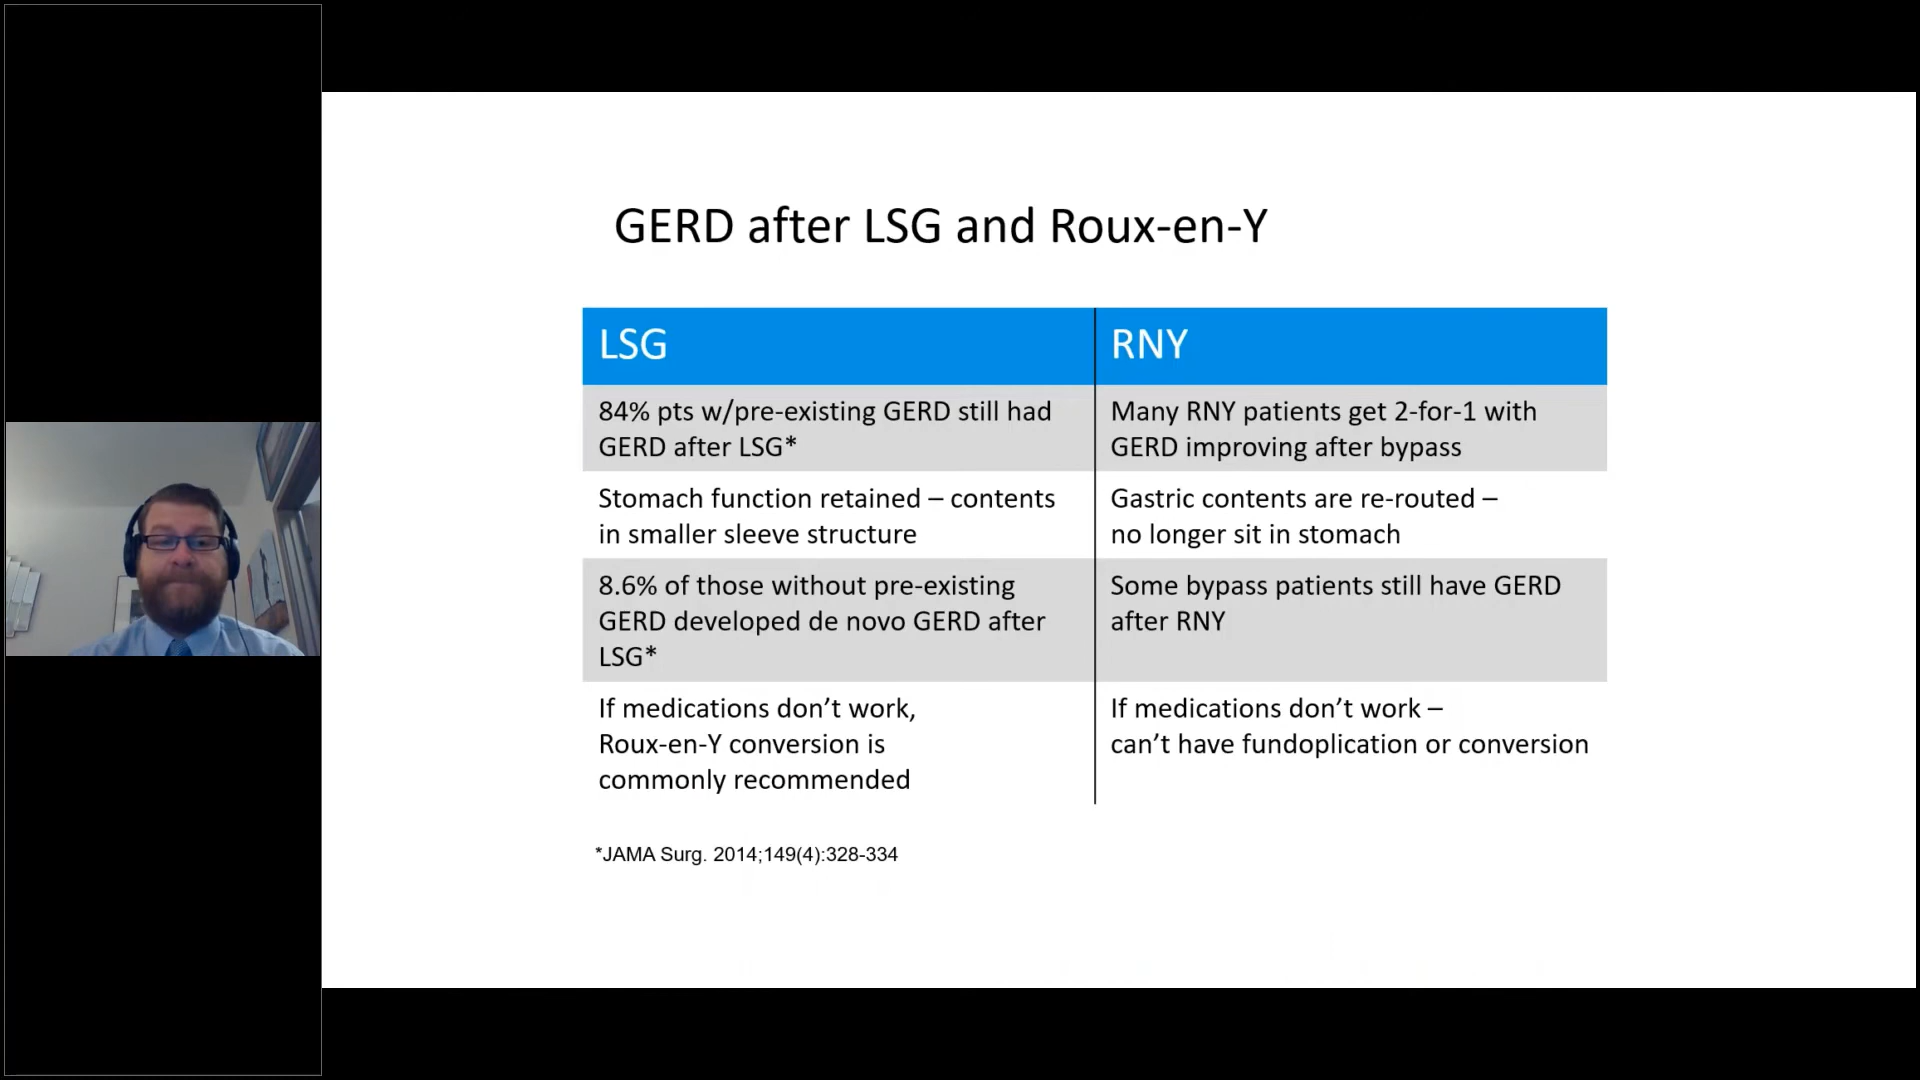 GERD after LSG and Roux-en-Y
LSG
RNY
84% pts w/pre-existing GERD still had
GERD after LSG*
Many RNY patients get 2-for-1 with
GERD improving after bypass
Stomach function retained – contents
in smaller sleeve structure
Gastric contents are re-routed –
no longer sit in stomach
8.6% of those without pre-existing
GERD developed de novo GERD after
LSG*
Some bypass patients still have GERD
after RNY
If medications don’t work,
Roux-en-Y conversion is
commonly recommended
If medications don’t work –
can’t have fundoplication or conversion
*JAMA Surg. 2014;149(4):328-334